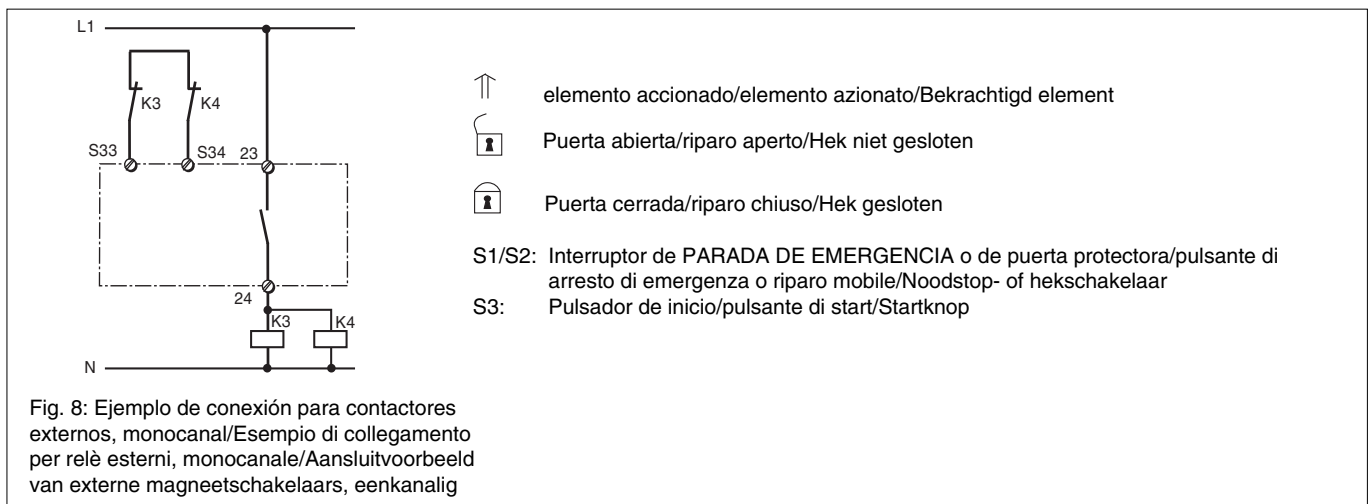 L1
K3
K4
S33
S34
23
24
K3
K4
N
Fig. 8: Ejemplo de conexión para contactores
externos, monocanal/Esempio di collegamento
per relè esterni, monocanale/Aansluitvoorbeeld
van externe magneetschakelaars, eenkanalig
elemento accionado/elemento azionato/Bekrachtigd element
Puerta abierta/riparo aperto/Hek niet gesloten
Puerta cerrada/riparo chiuso/Hek gesloten
S1/S2: Interruptor de PARADA DE EMERGENCIA o de puerta protectora/pulsante di
arresto di emergenza o riparo mobile/Noodstop- of hekschakelaar
S3: Pulsador de inicio/pulsante di start/Startknop